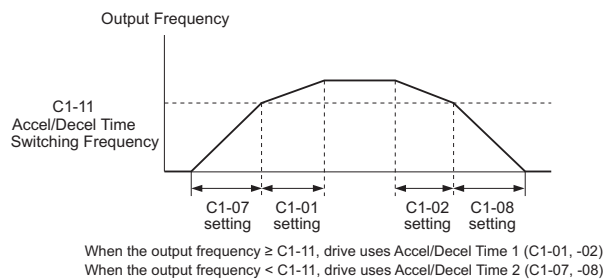 Output Frequency
C1-11
Accel/Decel Time
Switching Frequency
C1-07
setting
C1-01
setting
C1-02
setting
C1-08
setting
When the output frequency ≥ C1-11, drive uses Accel/Decel Time 1 (C1-01, -02)
When the output frequency < C1-11, drive uses Accel/Decel Time 2 (C1-07, -08)